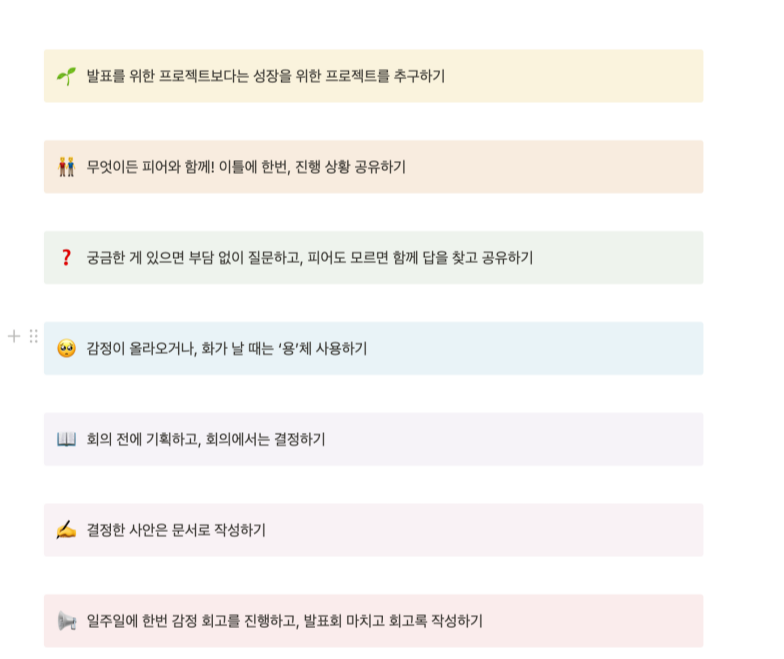 발표를 위한 프로젝트보다는 성장을 위한 프로젝트를 추구하기
무엇이든 피어와 함께! 이틀에 한번, 진행 상황 공유하기
궁금한 게 있으면 부담 없이 질문하고, 피어도 모르면 함께 답을 찾고 공유하기
감정이 올라오거나, 화가 날 때는 ‘용’체 사용하기
회의 전에 기획하고, 회의에서는 결정하기
결정한 사안은 문서로 작성하기
일주일에 한번 감정 회고를 진행하고, 발표회 마치고 회고록 작성하기